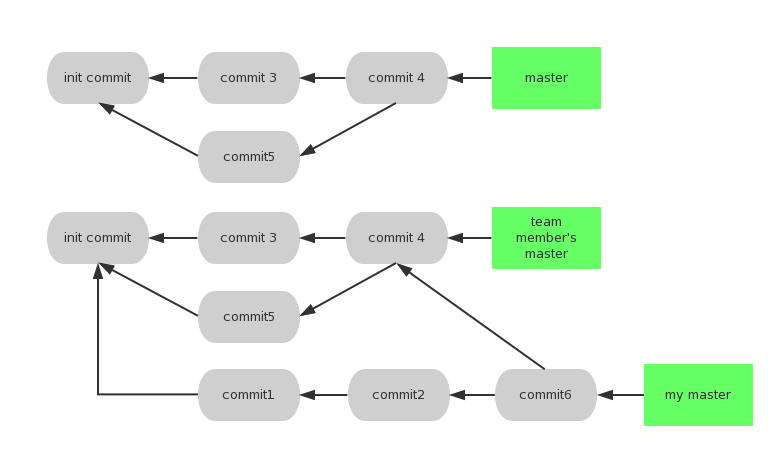 init commit
commit 3
commit 4
master
commit5
init commit
commit 3
commit 4
team
member's
master
commit5
commit1
commit2
commit6
my master